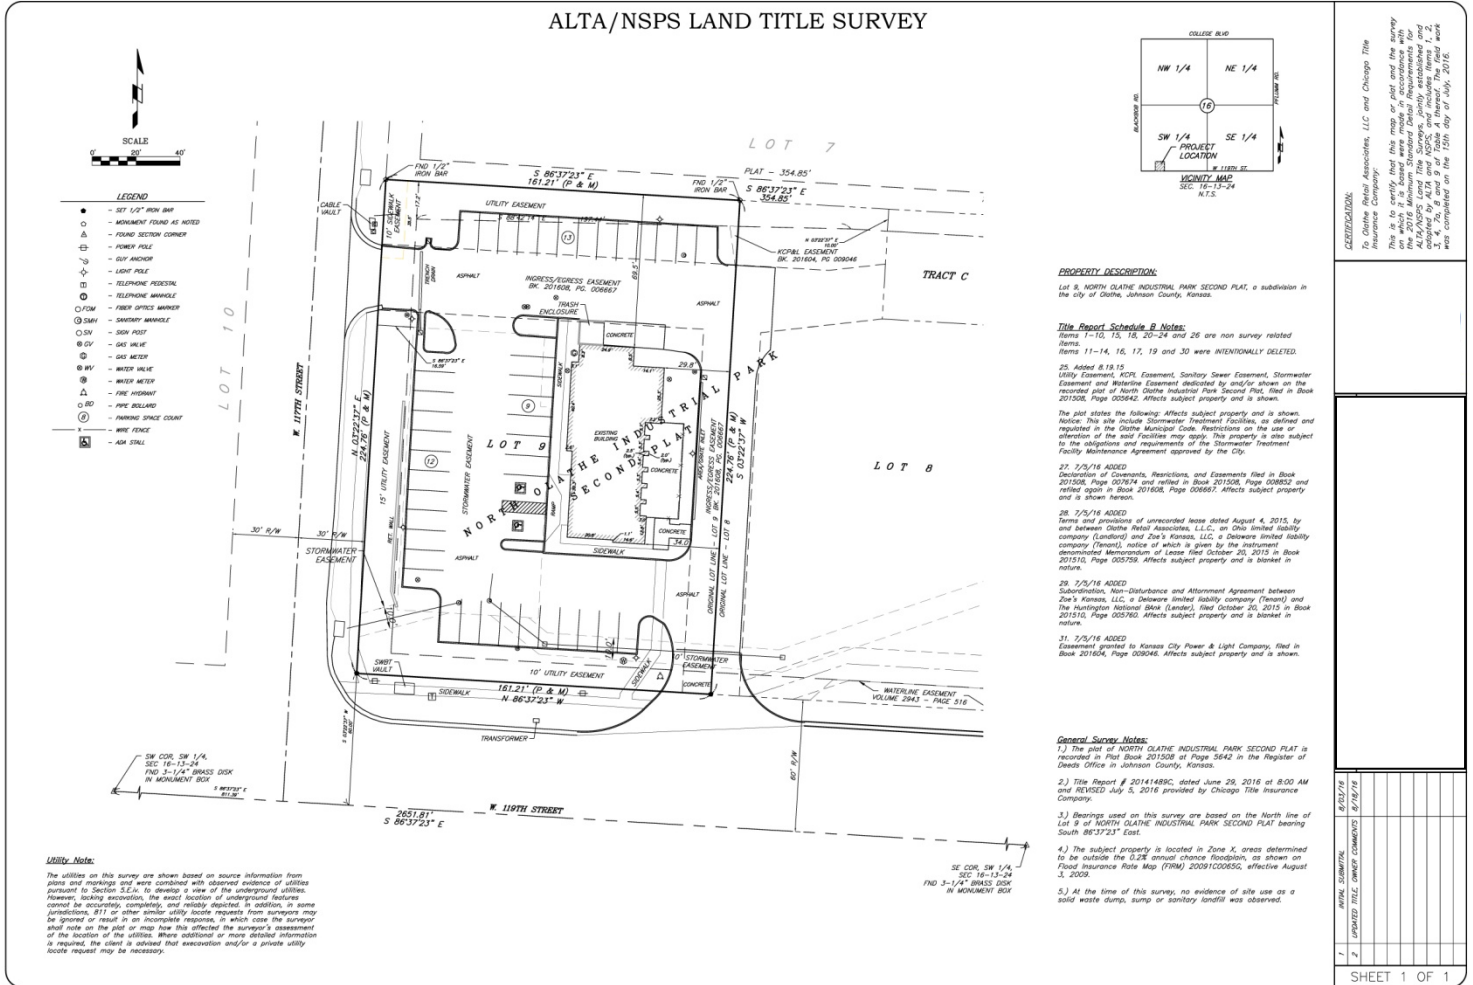 ALTA/NSPS LAND TITLE SURVEY
SCALE
0' 20' 40'
LEGEND
- SET 1/2" IRON BAR
- MONUMENT FOUND AS NOTED
- FOUND SECTION CORNER
- POWER POLE
- GUY ANCHOR
- LIGHT POLE
- TELEPHONE PEDESTAL
- TELEPHONE MANHOLE
FOM - FIBER OPTICS MARKER
SMH - SANITARY MANHOLE
SN - SIGN POST
GV - GAS VALVE
- GAS METER
WV - WATER VALVE
- WATER METER
- FIRE HYDRANT
BD - PIPE BOLLARD
8 - PARKING SPACE COUNT
x - WIRE FENCE
- ADA STALL
COLLEGE BLVD
NW 1/4 NE 1/4
16
SW 1/4 SE 1/4
BLACKBOB RD.
PFLUMM RD.
PROJECT
LOCATION
W 119TH ST.
VICINITY MAP
SEC. 16-13-24
N.T.S.
LOT 7
PLAT - 354.85'
FND 1/2"
IRON BAR
S 86°37'23" E
161.21' (P & M)
FND 1/2"
IRON BAR
S 86°37'23" E
354.85'
CABLE
VAULT
10' SIDEWALK
EASEMENT
UTILITY EASEMENT
13
KCP&L EASEMENT
BK. 201604, PG 009046
TRACT C
TRENCH
DRAIN
ASPHALT
INGRESS/EGRESS EASEMENT
BK. 201608, PG. 006667
69.5'
TRASH
ENCLOSURE
CONCRETE
ASPHALT
LOT 10
W. 117TH STREET
N 03°22'37" E
224.76' (P & M)
15' UTILITY EASEMENT
STORMWATER EASEMENT
SIDEWALK
29.8'
9
12
LOT 9
EXISTING
BUILDING
CONCRETE
NORTH OLATHE INDUSTRIAL PARK
SECOND PLAT
INGRESS/EGRESS EASEMENT
BK. 201608, PG. 006667
224.76' (P & M)
S 03°22'37" W
LOT 8
RAMP
RET. WALL
30' R/W
30' R/W
STORMWATER
EASEMENT
ASPHALT
SIDEWALK
CONCRETE
34.0'
ASPHALT
ORIGINAL LOT LINE - LOT 9
ORIGINAL LOT LINE - LOT 8
SWBT
VAULT
SIDEWALK
10' UTILITY EASEMENT
161.21' (P & M)
N 86°37'23" W
SIDEWALK
STORMWATER
EASEMENT
CONCRETE
WATERLINE EASEMENT
VOLUME 2943 - PAGE 516
TRANSFORMER
60' R/W
SW COR, SW 1/4,
SEC 16-13-24
FND 3-1/4" BRASS DISK
IN MONUMENT BOX
W. 119TH STREET
2651.81'
S 86°37'23" E
SE COR, SW 1/4,
SEC 16-13-24
FND 3-1/4" BRASS DISK
IN MONUMENT BOX
Utility Note:
The utilities on this survey are shown based on source information from
plans and markings and were combined with observed evidence of utilities
pursuant to Section 5.E.iv. to develop a view of the underground utilities.
However, lacking excavation, the exact location of underground features
cannot be accurately, completely, and reliably depicted. In addition, in some
jurisdictions, 811 or other similar utility locate requests from surveyors may
be ignored or result in an incomplete response, in which case the surveyor
shall note on the plat or map how this affected the surveyor's assessment
of the location of the utilities. Where additional or more detailed information
is required, the client is advised that execavation and/or a private utility
locate request may be necessary.
PROPERTY DESCRIPTION:
Lot 9, NORTH OLATHE INDUSTRIAL PARK SECOND PLAT, a subdivision in
the city of Olathe, Johnson County, Kansas.
Title Report Schedule B Notes:
Items 1-10, 15, 18, 20-24 and 26 are non survey related
items.
Items 11-14, 16, 17, 19 and 30 were INTENTIONALLY DELETED.
25. Added 8.19.15
Utility Easement, KCPL Easement, Sanitary Sewer Easement, Stormwater
Easement and Waterline Easement dedicated by and/or shown on the
recorded plat of North Olathe Industrial Park Second Plat, filed in Book
201508, Page 005642. Affects subject property and is shown.
The plat states the following: Affects subject property and is shown.
Notice: This site include Stormwater Treatment Facilities, as defined and
regulated in the Olathe Municipal Code. Restrictions on the use or
alteration of the said Facilities may apply. This property is also subject
to the obligations and requirements of the Stormwater Treatment
Facility Maintenance Agreement approved by the City.
27. 7/5/16 ADDED
Declaration of Covenants, Resrictions, and Easements filed in Book
201508, Page 007674 and refiled in Book 201508, Page 008852 and
refiled again in Book 201608, Page 006667. Affects subject property
and is shown hereon.
28. 7/5/16 ADDED
Terms and provisions of unrecorded lease dated August 4, 2015, by
and between Olathe Retail Associates, L.L.C., an Ohio limited liability
company (Landlord) and Zoe's Kansas, LLC, a Delaware limited liability
company (Tenant), notice of which is given by the instrument
denominated Memorandum of Lease filed October 20, 2015 in Book
201510, Page 005759. Affects subject property and is blanket in
nature.
29. 7/5/16 ADDED
Subordination, Non-Disturbance and Attornment Agreement between
Zoe's Kansas, LLC, a Delaware limited liability company (Tenant) and
The Huntington National BAnk (Lender), filed October 20, 2015 in Book
201510, Page 005760. Affects subject property and is blanket in
nature.
31. 7/5/16 ADDED
Easeement granted to Kansas City Power & Light Company, filed in
Book 201604, Page 009046. Affects subject property and is shown.
General Survey Notes:
1.) The plat of NORTH OLATHE INDUSTRIAL PARK SECOND PLAT is
recorded in Plat Book 201508 at Page 5642 in the Register of
Deeds Office in Johnson County, Kansas.
2.) Title Report # 20141489C, dated June 29, 2016 at 8:00 AM
and REVISED July 5, 2016 provided by Chicago Title Insurance
Company.
3.) Bearings used on this survey are based on the North line of
Lot 9 of NORTH OLATHE INDUSTRIAL PARK SECOND PLAT bearing
South 86°37'23" East.
4.) The subject property is located in Zone X, areas determined
to be outside the 0.2% annual chance floodplain, as shown on
Flood Insurance Rate Map (FIRM) 20091C0065G, effective August
3, 2009.
5.) At the time of this survey, no evidence of site use as a
solid waste dump, sump or sanitary landfill was observed.
CERTIFICATION:
To Olathe Retail Associates, LLC and Chicago Title
Insurance Company:
This is to certify that this map or plat and the survey
on which it is based were made in accordance with
the 2016 Minimum Standard Detail Requirements for
ALTA/NSPS Land Title Surveys, jointly established and
adopted by ALTA and NSPS, and includes Items 1, 2,
3, 4, 7a, 8 and 9 of Table A thereof. The field work
was completed on the 15th day of July, 2016.
1 INITIAL SUBMITTAL 8/03/16
2 UPDATED TITLE, OWNER COMMENTS 8/18/16
SHEET 1 OF 1